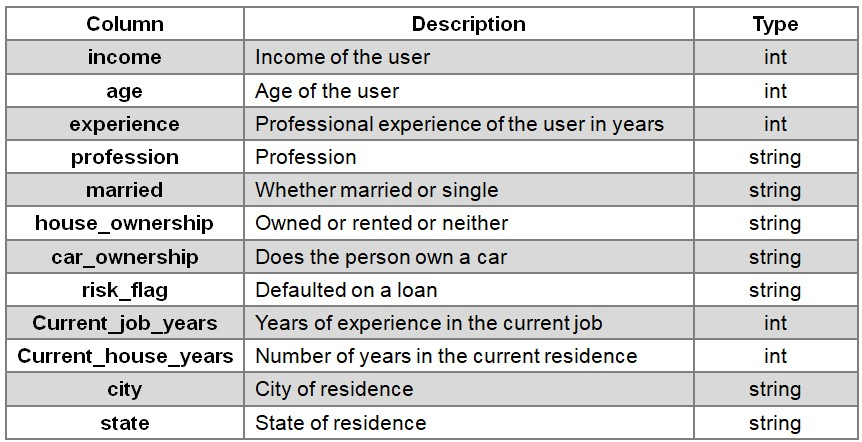 Column Description Type
income Income of the user int
age Age of the user int
experience Professional experience of the user in years int
profession Profession string
married Whether married or single string
house_ownership Owned or rented or neither string
car_ownership Does the person own a car string
risk_flag Defaulted on a loan string
Current_job_years Years of experience in the current job int
Current_house_years Number of years in the current residence int
city City of residence string
state State of residence string